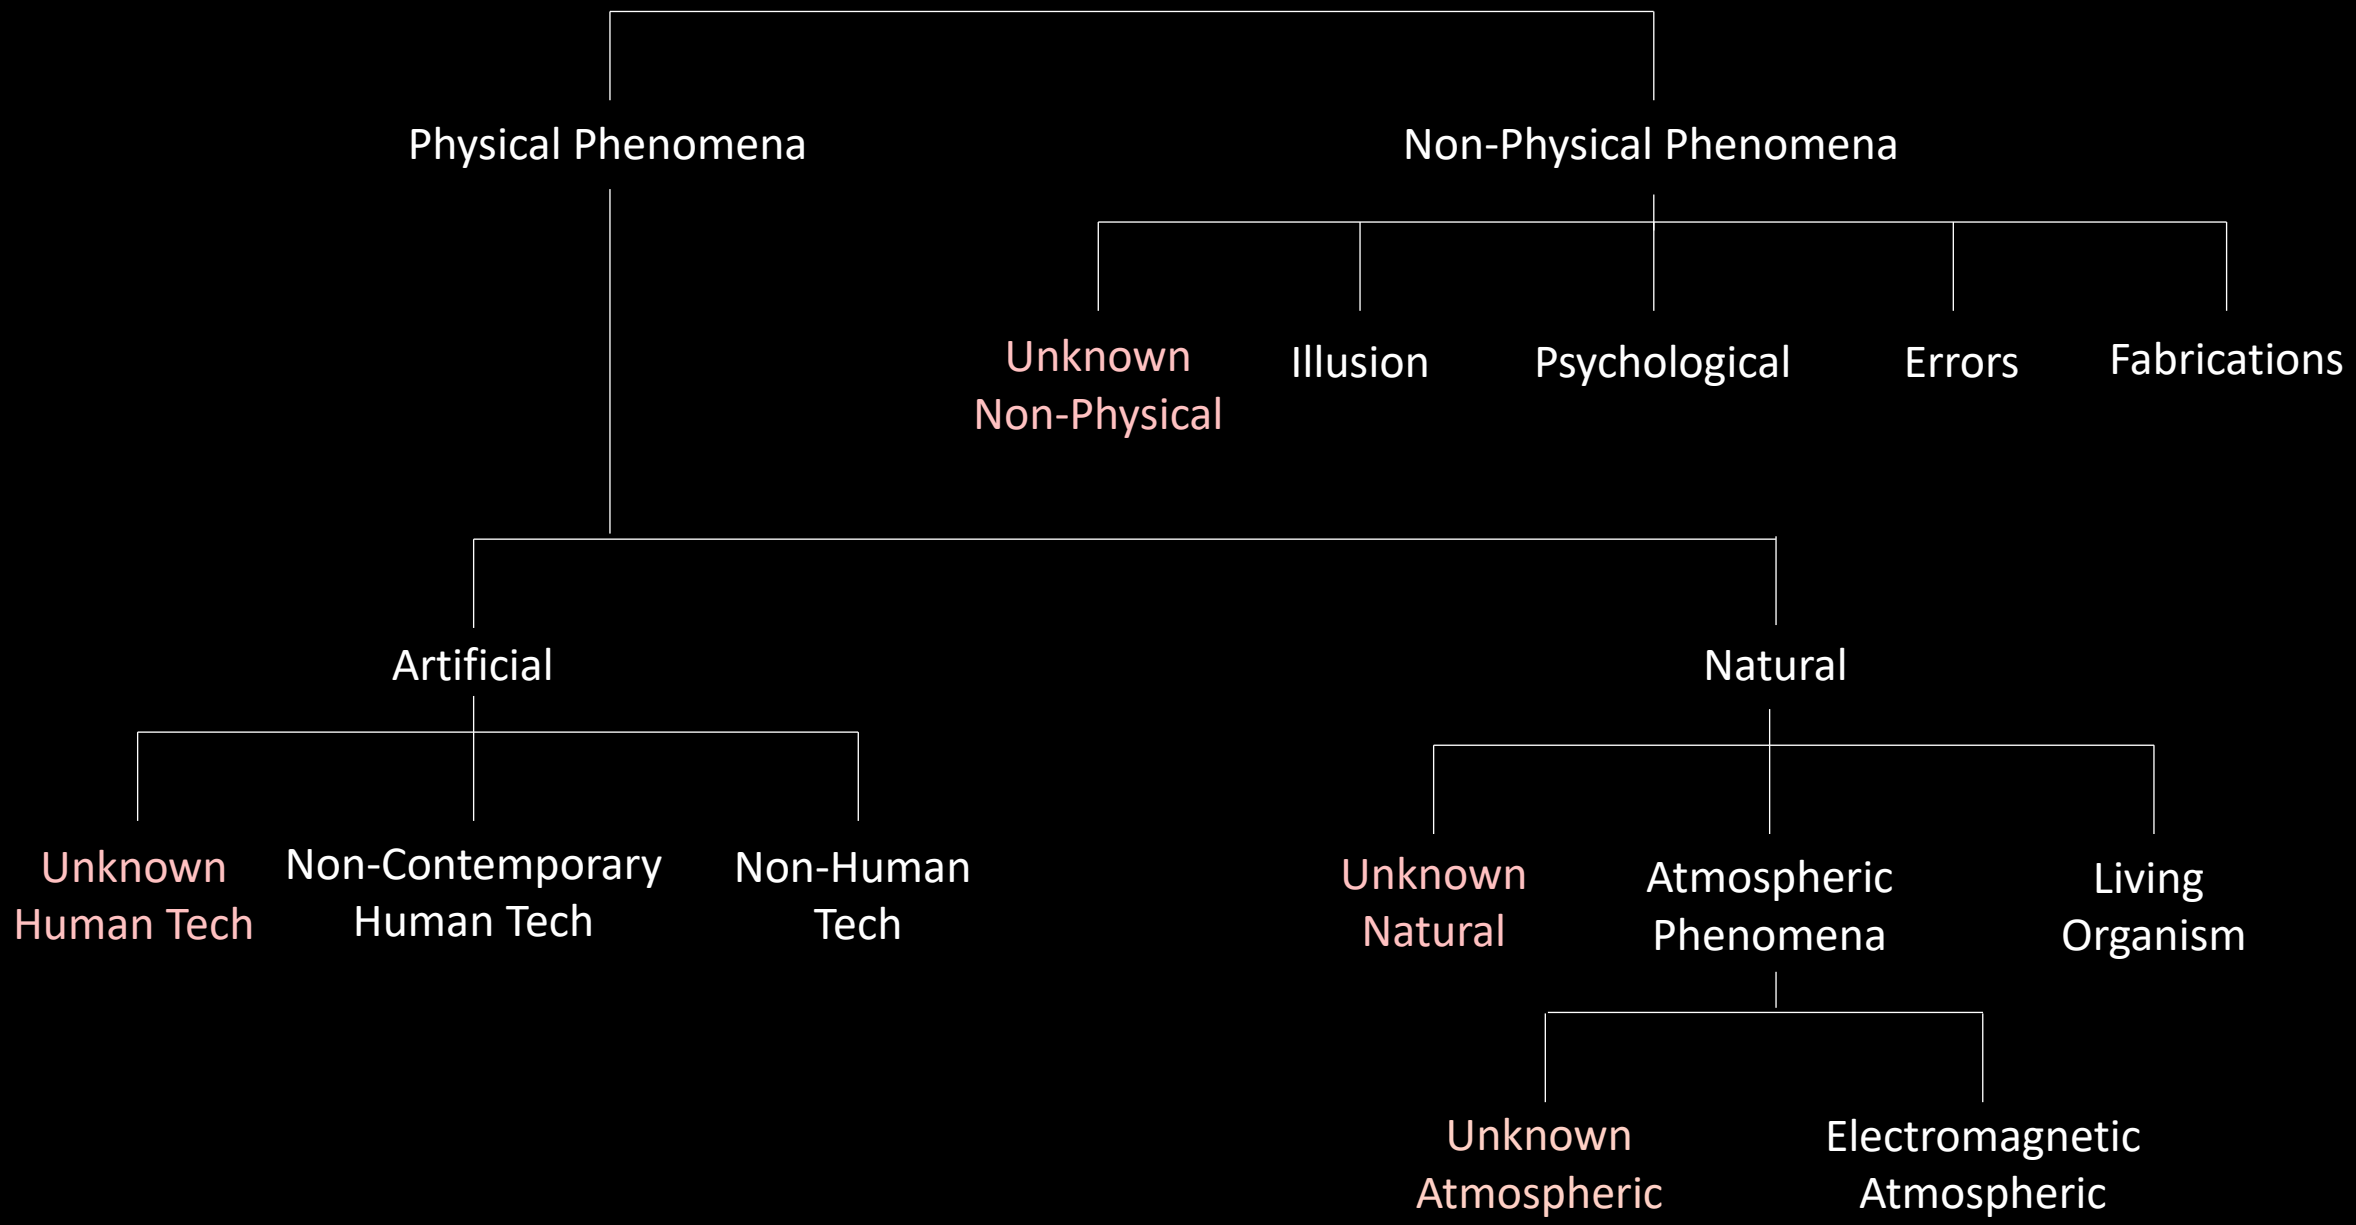 Physical Phenomena
Non-Physical Phenomena
Unknown
Non-Physical
Illusion
Psychological
Errors
Fabrications
Artificial
Natural
Unknown
Human Tech
Non-Contemporary
Human Tech
Non-Human
Tech
Unknown
Natural
Atmospheric
Phenomena
Living
Organism
Unknown
Atmospheric
Electromagnetic
Atmospheric